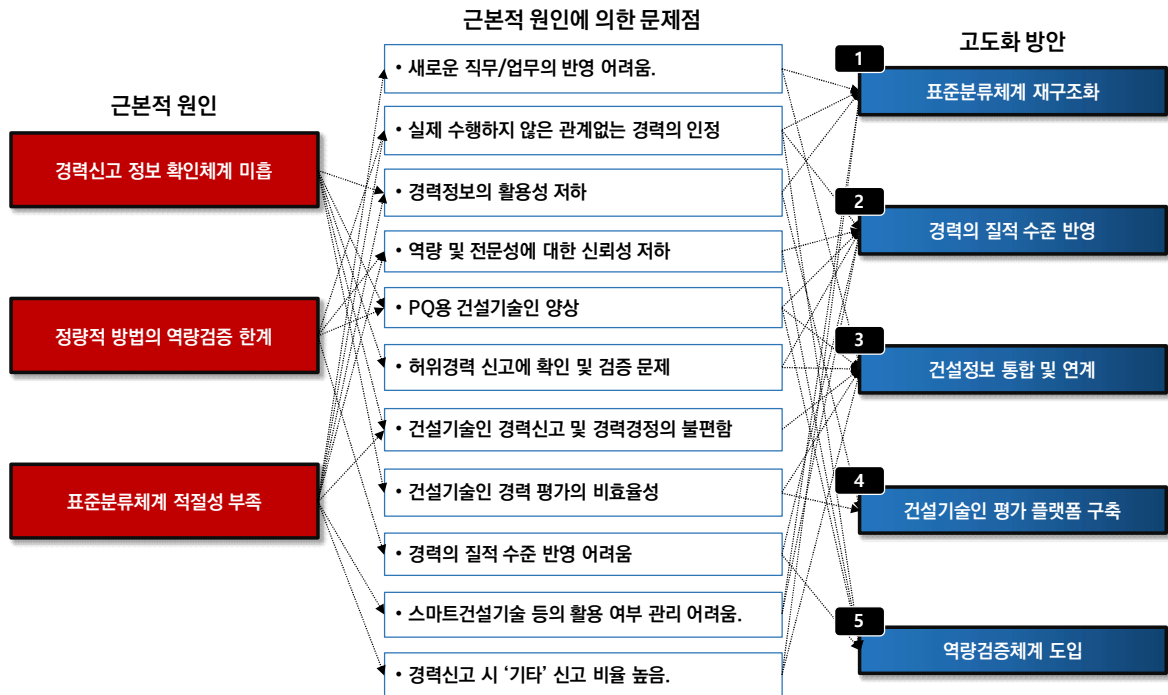 근본적 원인에 의한 문제점
고도화 방안
근본적 원인
경력신고 정보 확인체계 미흡
정량적 방법의 역량검증 한계
표준분류체계 적절성 부족
• 새로운 직무/업무의 반영 어려움.
• 실제 수행하지 않은 관계없는 경력의 인정
• 경력정보의 활용성 저하
• 역량 및 전문성에 대한 신뢰성 저하
• PQ용 건설기술인 양상
• 허위경력 신고에 확인 및 검증 문제
• 건설기술인 경력신고 및 경력경정의 불편함
• 건설기술인 경력 평가의 비효율성
• 경력의 질적 수준 반영 어려움
• 스마트건설기술 등의 활용 여부 관리 어려움.
• 경력신고 시 ‘기타’ 신고 비율 높음.
1
표준분류체계 재구조화
2
경력의 질적 수준 반영
3
건설정보 통합 및 연계
4
건설기술인 평가 플랫폼 구축
5
역량검증체계 도입